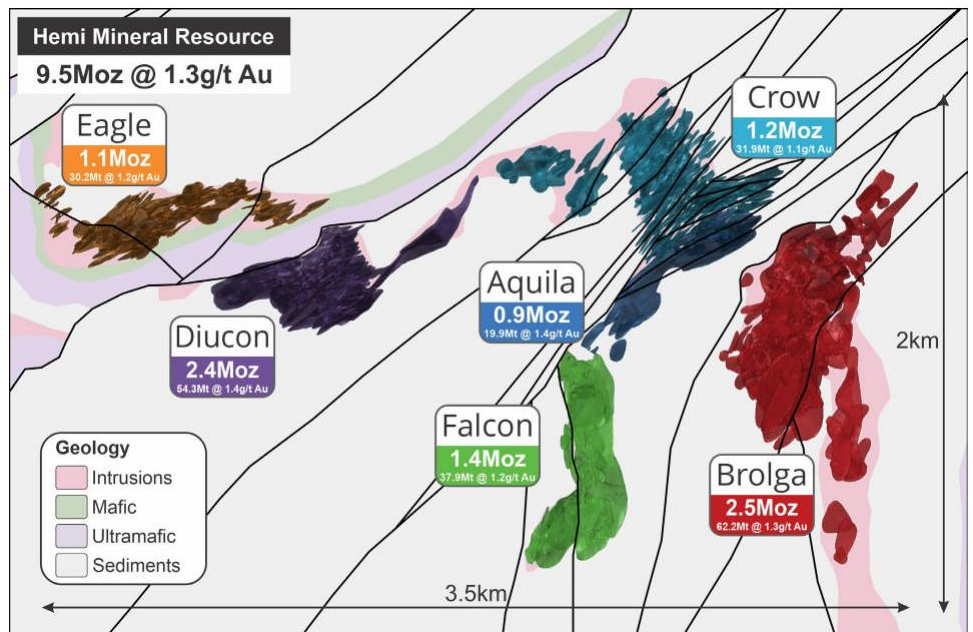 Hemi Mineral Resource
9.5Moz @ 1.3g/t Au
Eagle
1.1Moz
30.2Mt @ 1.2g/t Au
Crow
1.2Moz
31.9Mt @ 1.1g/t Au
Aquila
0.9Moz
19.9Mt @ 1.4g/t Au
Diucon
2.4Moz
54.3Mt @ 1.4g/t Au
2km
Falcon
1.4Moz
37.9Mt @ 1.2g/t Au
Brolga
2.5Moz
62.2Mt @ 1.3g/t Au
Geology
Intrusions
Mafic
Ultramafic
Sediments
3.5km